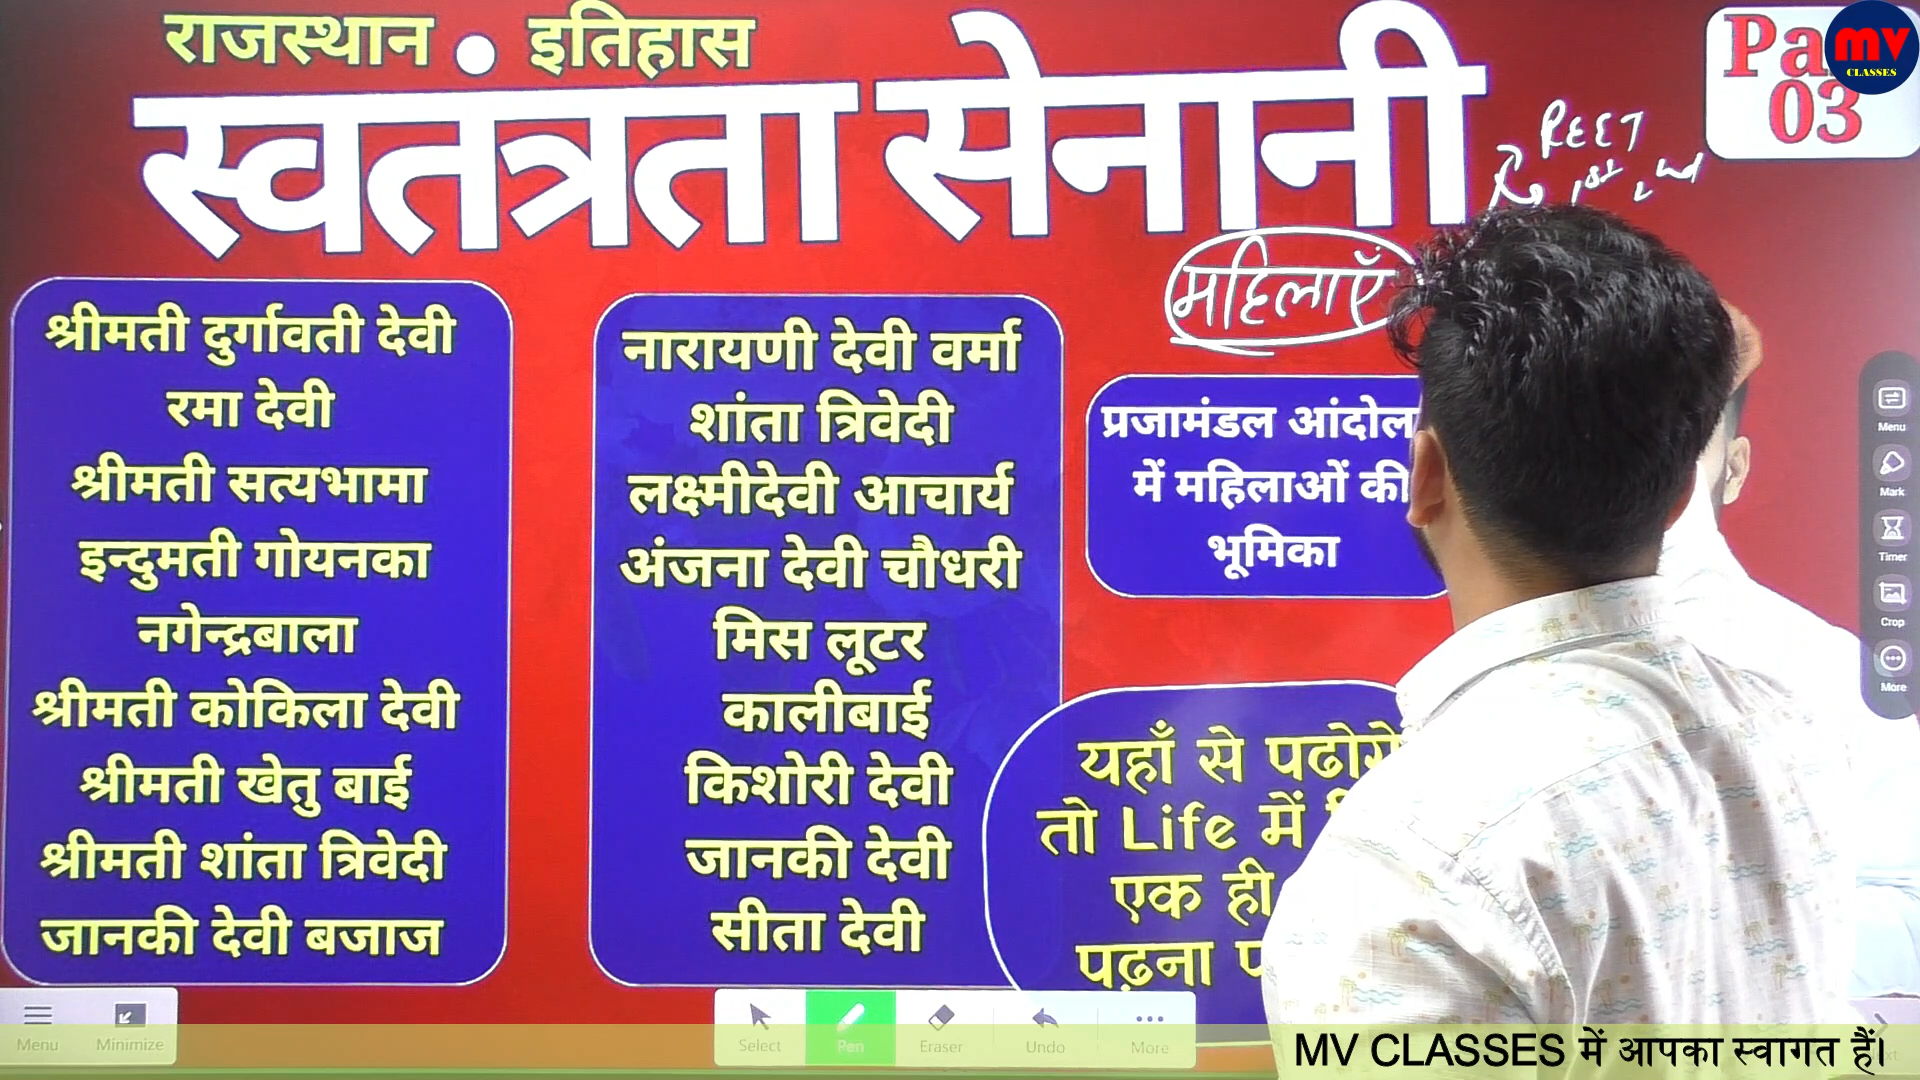 राजस्थान • इतिहास
स्वतंत्रता सेनानी
03
MV
CLASSES
REET
1st 2nd
महिलाएँ
श्रीमती दुर्गावती देवी
रमा देवी
श्रीमती सत्यभामा
इन्दुमती गोयनका
नगेन्द्रबाला
श्रीमती कोकिला देवी
श्रीमती खेतु बाई
श्रीमती शांता त्रिवेदी
जानकी देवी बजाज
नारायणी देवी वर्मा
शांता त्रिवेदी
लक्ष्मीदेवी आचार्य
अंजना देवी चौधरी
मिस लूटर
कालीबाई
किशोरी देवी
जानकी देवी
सीता देवी
प्रजामंडल
में महिलाओं की
भूमिका
यहाँ से
तो Life में
एक ही
पढ़ना
Menu
Mark
Timer
Crop
More
Menu Minimize
Select Pen Eraser Undo More
MV CLASSES में आपका स्वागत हैं।